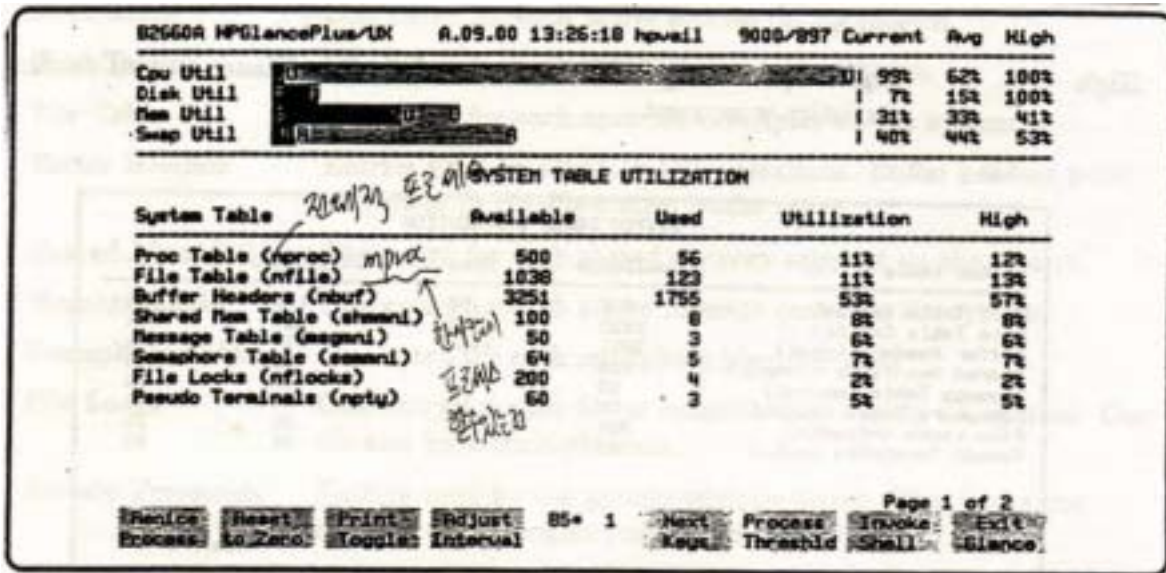 B2660A HPGlancePlus/UX A.09.00 13:26:18 hpvail 9000/897 Current Avg High
Cpu Util 99% 62% 100%
Disk Util 7% 15% 100%
Mem Util 31% 33% 41%
Swap Util 40% 44% 53%
SYSTEM TABLE UTILIZATION
전체적
System Table Available Used Utilization High
Proc Table (nproc) 500 56 11% 12%
File Table (nfile) 1038 123 11% 13%
Buffer Headers (nbuf) 3251 1755 53% 57%
Shared Mem Table (shmmni) 100 8 8% 8%
Message Table (msgmni) 50 3 6% 6%
Semaphore Table (semmni) 64 5 7% 7%
File Locks (nflocks) 200 4 2% 2%
Pseudo Terminals (npty) 60 3 5% 5%
Page 1 of 2
Renice Reset Print Adjust 85* 1 Next Process Invoke Exit
Process to Zero Toggle Interval Keys Threshld Shell Glance